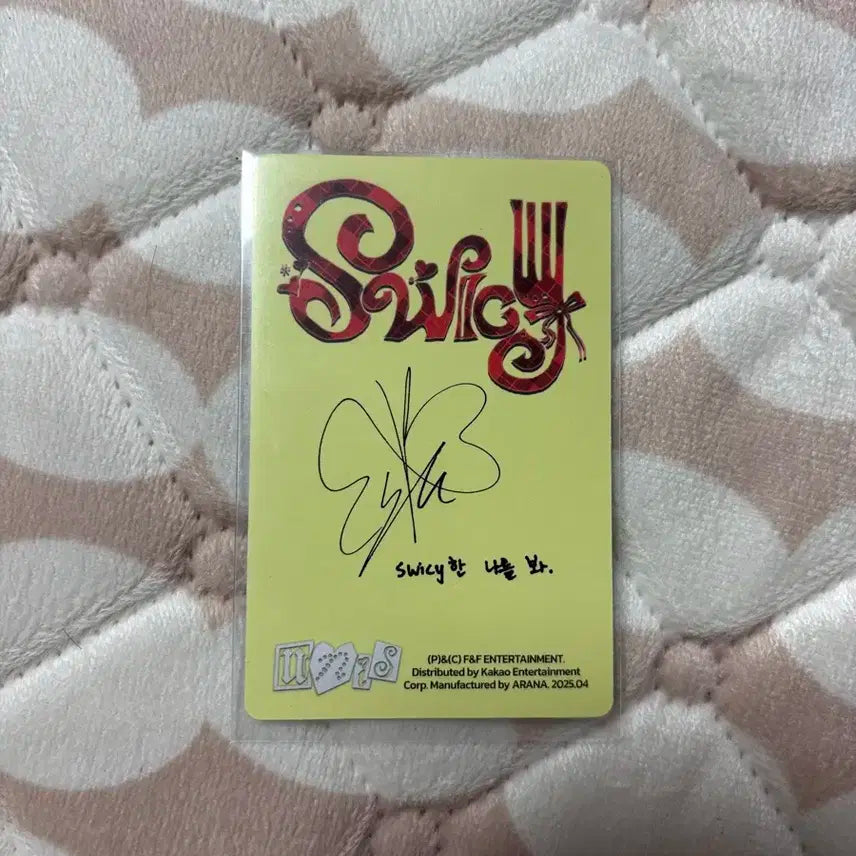 Swicy
swicy한 나를 봐.
(P)&(C) F&F ENTERTAINMENT.
Distributed by Kakao Entertainment
Corp. Manufactured by ARANA. 2025.04